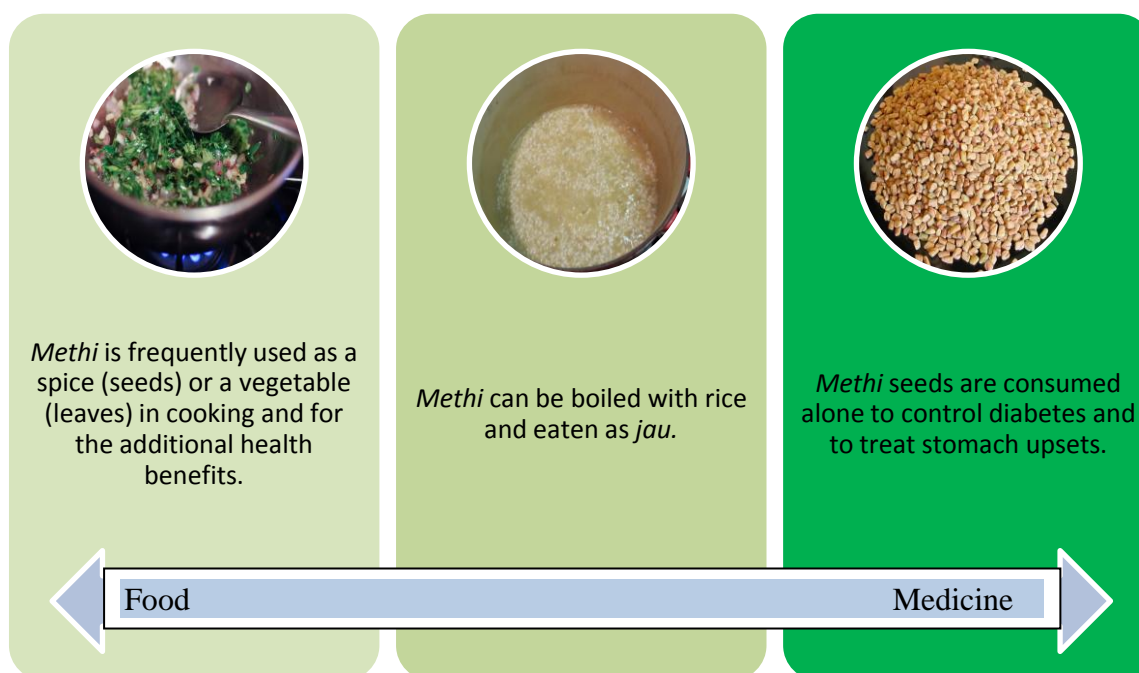 Methi is frequently used as a
spice (seeds) or a vegetable
(leaves) in cooking and for
the additional health
benefits.
Methi can be boiled with rice
and eaten as jau.
Methi seeds are consumed
alone to control diabetes and
to treat stomach upsets.
Food
Medicine